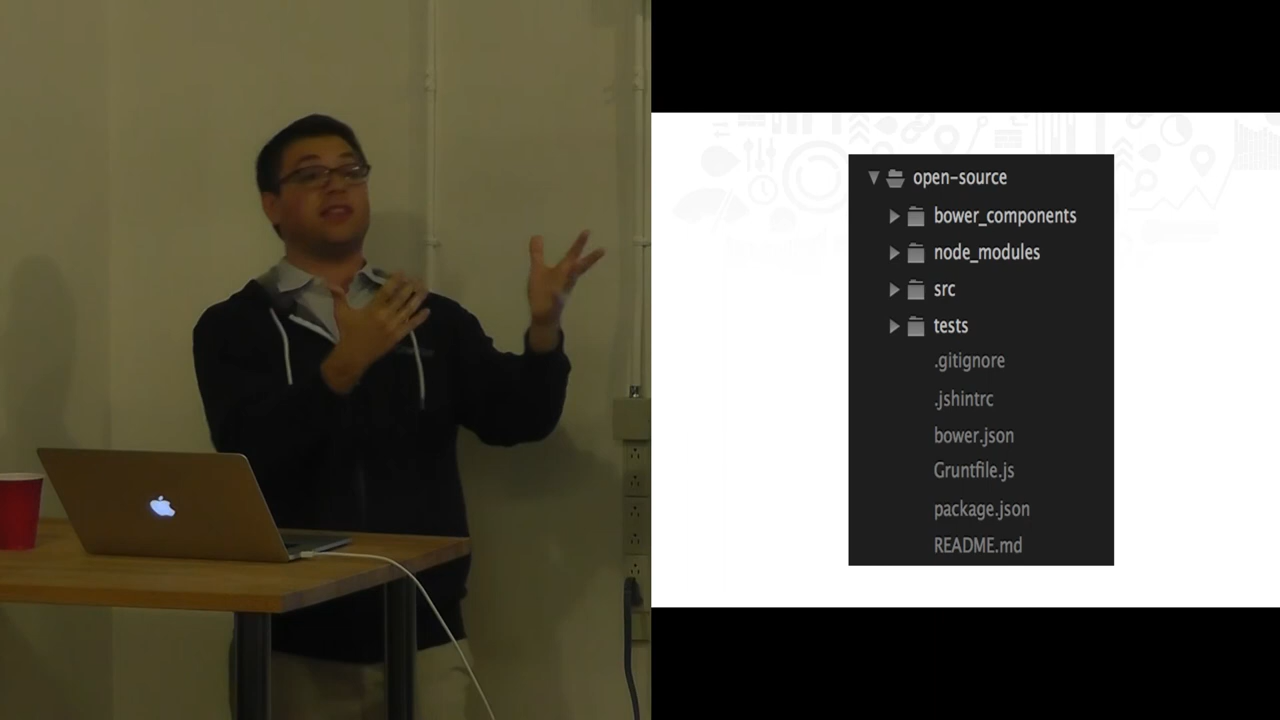 open-source
bower_components
node_modules
src
tests
.gitignore
.jshintrc
bower.json
Gruntfile.js
package.json
README.md